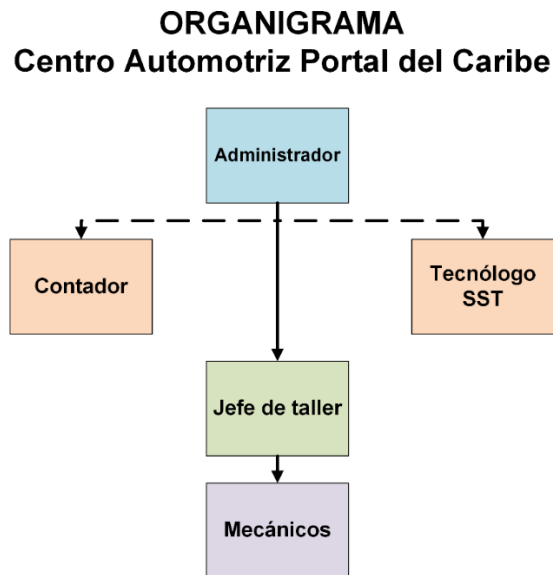 ORGANIGRAMA
Centro Automotriz Portal del Caribe
Administrador
Contador
Tecnólogo
SST
Jefe de taller
Mecánicos